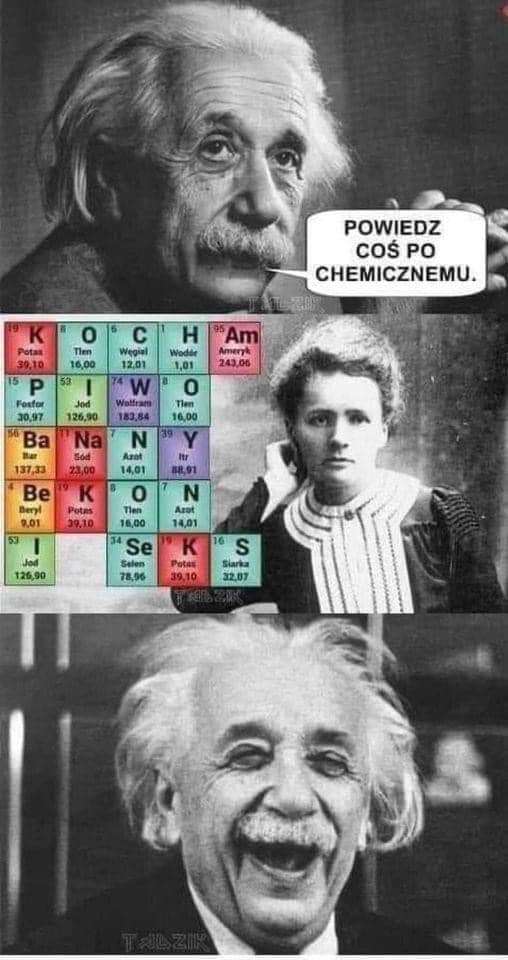 POWIEDZ
COŚ PO
CHEMICZNEMU.
19 8 6 1 95
K O C H Am
Potas Tlen Węgiel Wodór Ameryk
39,10 16,00 12,01 1,01 243,06
15 53 74 8
P I W O
Fosfor Jod Wolfram Tlen
30,97 126,90 183,84 16,00
56 11 7 39
Ba Na N Y
Bar Sód Azot Itr
137,33 23,00 14,01 88,91
4 19 8 7
Be K O N
Beryl Potas Tlen Azot
9,01 39,10 16,00 14,01
53 34 19 16
I Se K S
Jod Selen Potas Siarka
126,90 78,96 39,10 32,07